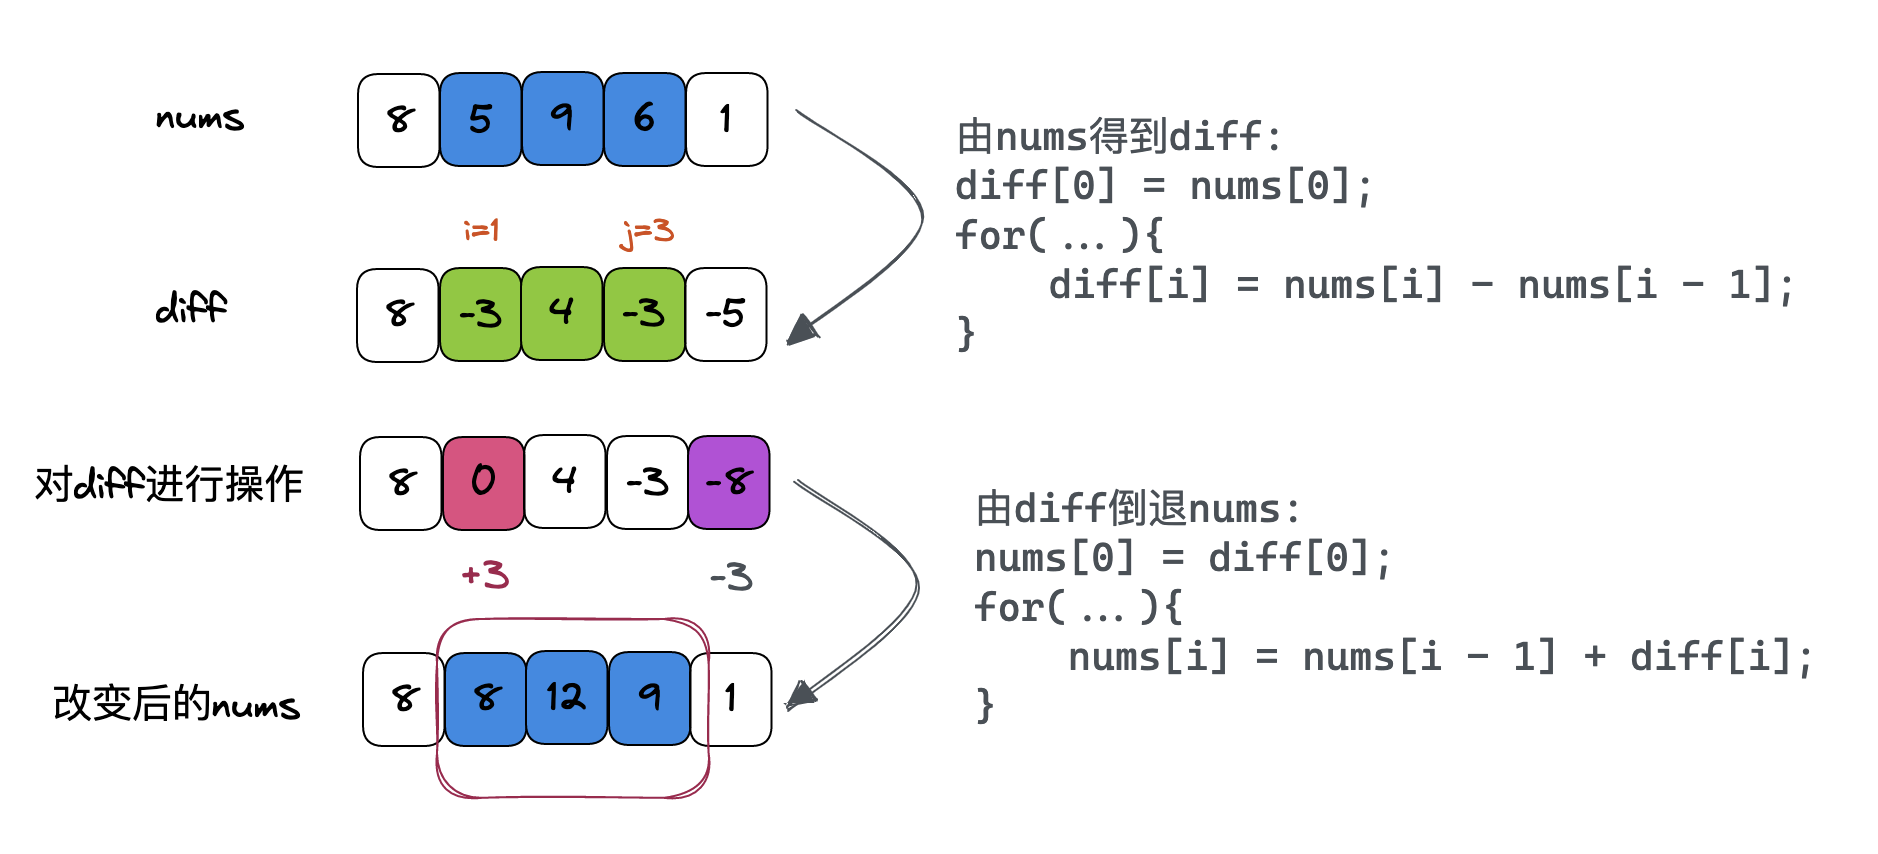 nums 8 5 9 6 1
i=1 j=3
diff 8 -3 4 -3 -5
对diff进行操作 8 0 4 -3 -8
+3 -3
改变后的nums 8 8 12 9 1
由nums得到diff:
diff[0] = nums[0];
for(...){
    diff[i] = nums[i] - nums[i - 1];
}
由diff倒退nums:
nums[0] = diff[0];
for(...){
    nums[i] = nums[i - 1] + diff[i];
}